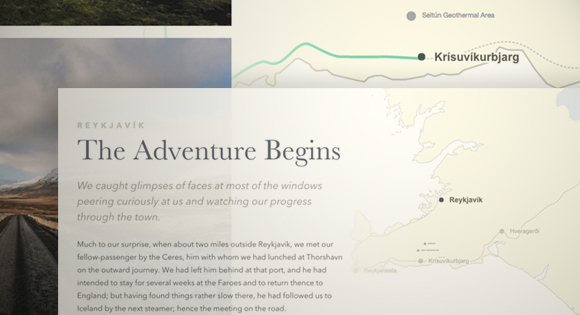 Seltún Geothermal Area
Krísuvíkurbjarg
REYKJAVÍK
The Adventure Begins
We caught glimpses of faces at most of the windows
peering curiously at us and watching our progress
through the town.
Much to our surprise, when about two miles outside Reykjavik, we met our
fellow-passenger by the Ceres, him with whom we had lunched at Thorshavn
on the outward journey. We had left him behind at that port, and he had
intended to stay for several weeks at the Faroes and to return thence to
England; but having found things rather slow there, he had followed us to
Iceland by the next steamer; hence the meeting on the road.
Reykjavík
Hveragerði
Krísuvíkurbjarg